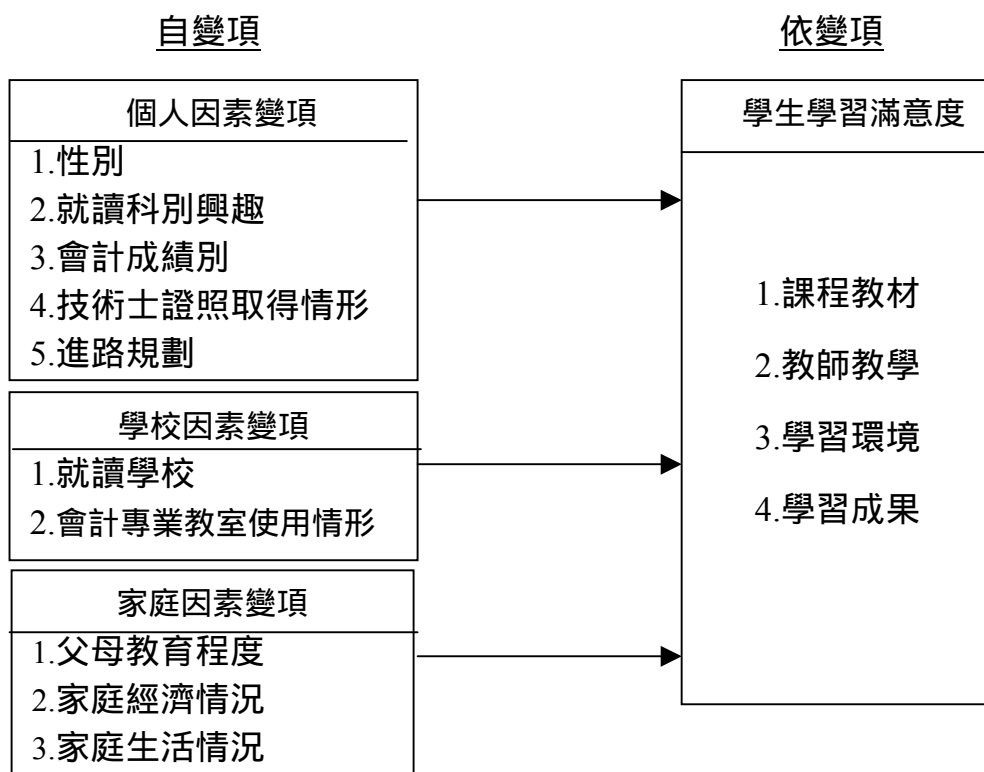 自變項
依變項
個人因素變項
1.性別
2.就讀科別興趣
3.會計成績別
4.技術士證照取得情形
5.進路規劃
學校因素變項
1.就讀學校
2.會計專業教室使用情形
家庭因素變項
1.父母教育程度
2.家庭經濟情況
3.家庭生活情況
學生學習滿意度
1.課程教材
2.教師教學
3.學習環境
4.學習成果